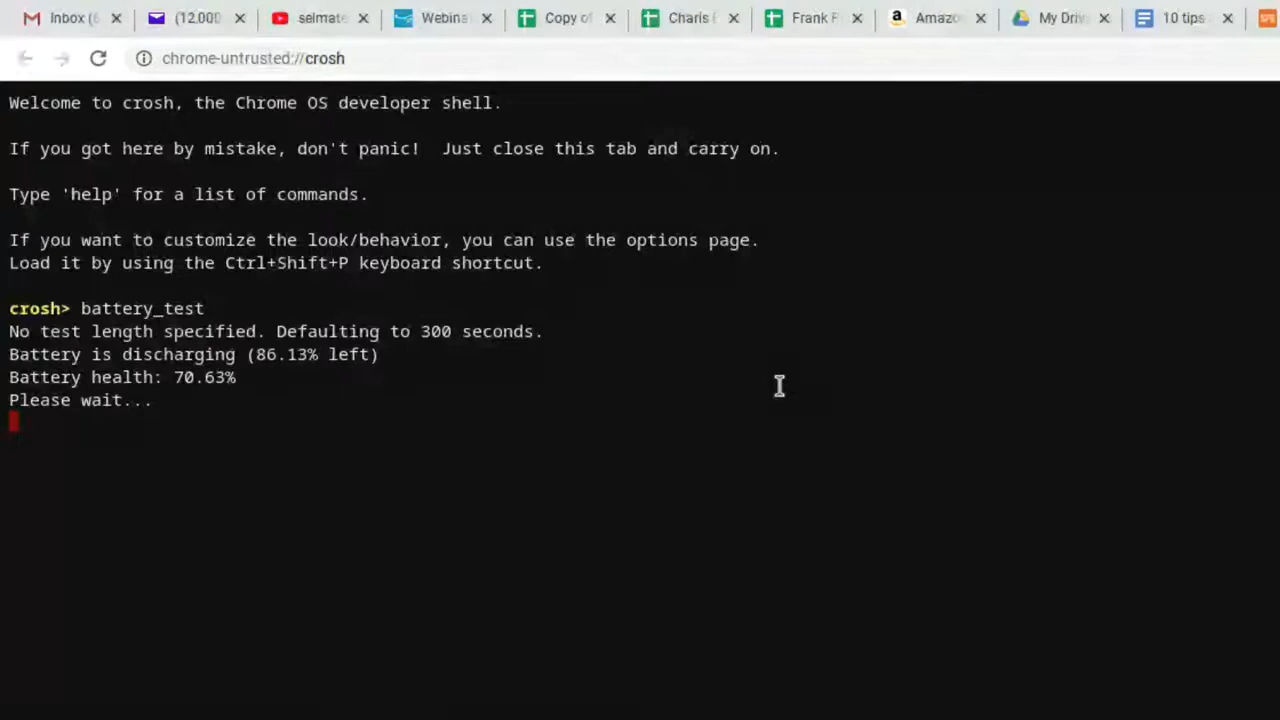 Inbox (6
(12,000
selmate
Webina
Copy of
Charis
Frank F
Amazo
My Driv
10 tips
chrome-untrusted://crosh
Welcome to crosh, the Chrome OS developer shell.
If you got here by mistake, don't panic!  Just close this tab and carry on.
Type 'help' for a list of commands.
If you want to customize the look/behavior, you can use the options page.
Load it by using the Ctrl+Shift+P keyboard shortcut.
crosh> battery_test
No test length specified. Defaulting to 300 seconds.
Battery is discharging (86.13% left)
Battery health: 70.63%
Please wait...